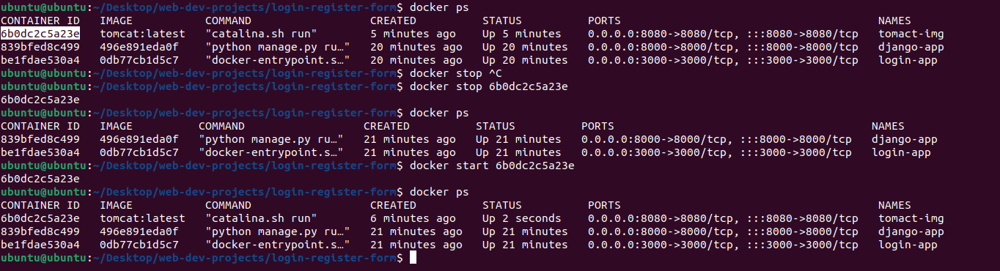 ubuntu@ubuntu:~/Desktop/web-dev-projects/login-register-form$ docker ps
CONTAINER ID   IMAGE           COMMAND                  CREATED          STATUS          PORTS                                       NAMES
6b0dc2c5a23e   tomcat:latest   "catalina.sh run"        5 minutes ago    Up 5 minutes    0.0.0.0:8080->8080/tcp, :::8080->8080/tcp   tomact-img
839bfed8c499   496e891eda0f    "python manage.py ru…"   20 minutes ago   Up 20 minutes   0.0.0.0:8000->8000/tcp, :::8000->8000/tcp   django-app
be1fdae530a4   0db77cb1d5c7    "docker-entrypoint.s…"   20 minutes ago   Up 20 minutes   0.0.0.0:3000->3000/tcp, :::3000->3000/tcp   login-app
ubuntu@ubuntu:~/Desktop/web-dev-projects/login-register-form$ docker stop ^C
ubuntu@ubuntu:~/Desktop/web-dev-projects/login-register-form$ docker stop 6b0dc2c5a23e
6b0dc2c5a23e
ubuntu@ubuntu:~/Desktop/web-dev-projects/login-register-form$ docker ps
CONTAINER ID   IMAGE          COMMAND                  CREATED          STATUS          PORTS                                       NAMES
839bfed8c499   496e891eda0f   "python manage.py ru…"   21 minutes ago   Up 21 minutes   0.0.0.0:8000->8000/tcp, :::8000->8000/tcp   django-app
be1fdae530a4   0db77cb1d5c7   "docker-entrypoint.s…"   21 minutes ago   Up 21 minutes   0.0.0.0:3000->3000/tcp, :::3000->3000/tcp   login-app
ubuntu@ubuntu:~/Desktop/web-dev-projects/login-register-form$ docker start 6b0dc2c5a23e
6b0dc2c5a23e
ubuntu@ubuntu:~/Desktop/web-dev-projects/login-register-form$ docker ps
CONTAINER ID   IMAGE           COMMAND                  CREATED          STATUS          PORTS                                       NAMES
6b0dc2c5a23e   tomcat:latest   "catalina.sh run"        6 minutes ago    Up 2 seconds    0.0.0.0:8080->8080/tcp, :::8080->8080/tcp   tomact-img
839bfed8c499   496e891eda0f    "python manage.py ru…"   21 minutes ago   Up 21 minutes   0.0.0.0:8000->8000/tcp, :::8000->8000/tcp   django-app
be1fdae530a4   0db77cb1d5c7    "docker-entrypoint.s…"   21 minutes ago   Up 21 minutes   0.0.0.0:3000->3000/tcp, :::3000->3000/tcp   login-app
ubuntu@ubuntu:~/Desktop/web-dev-projects/login-register-form$